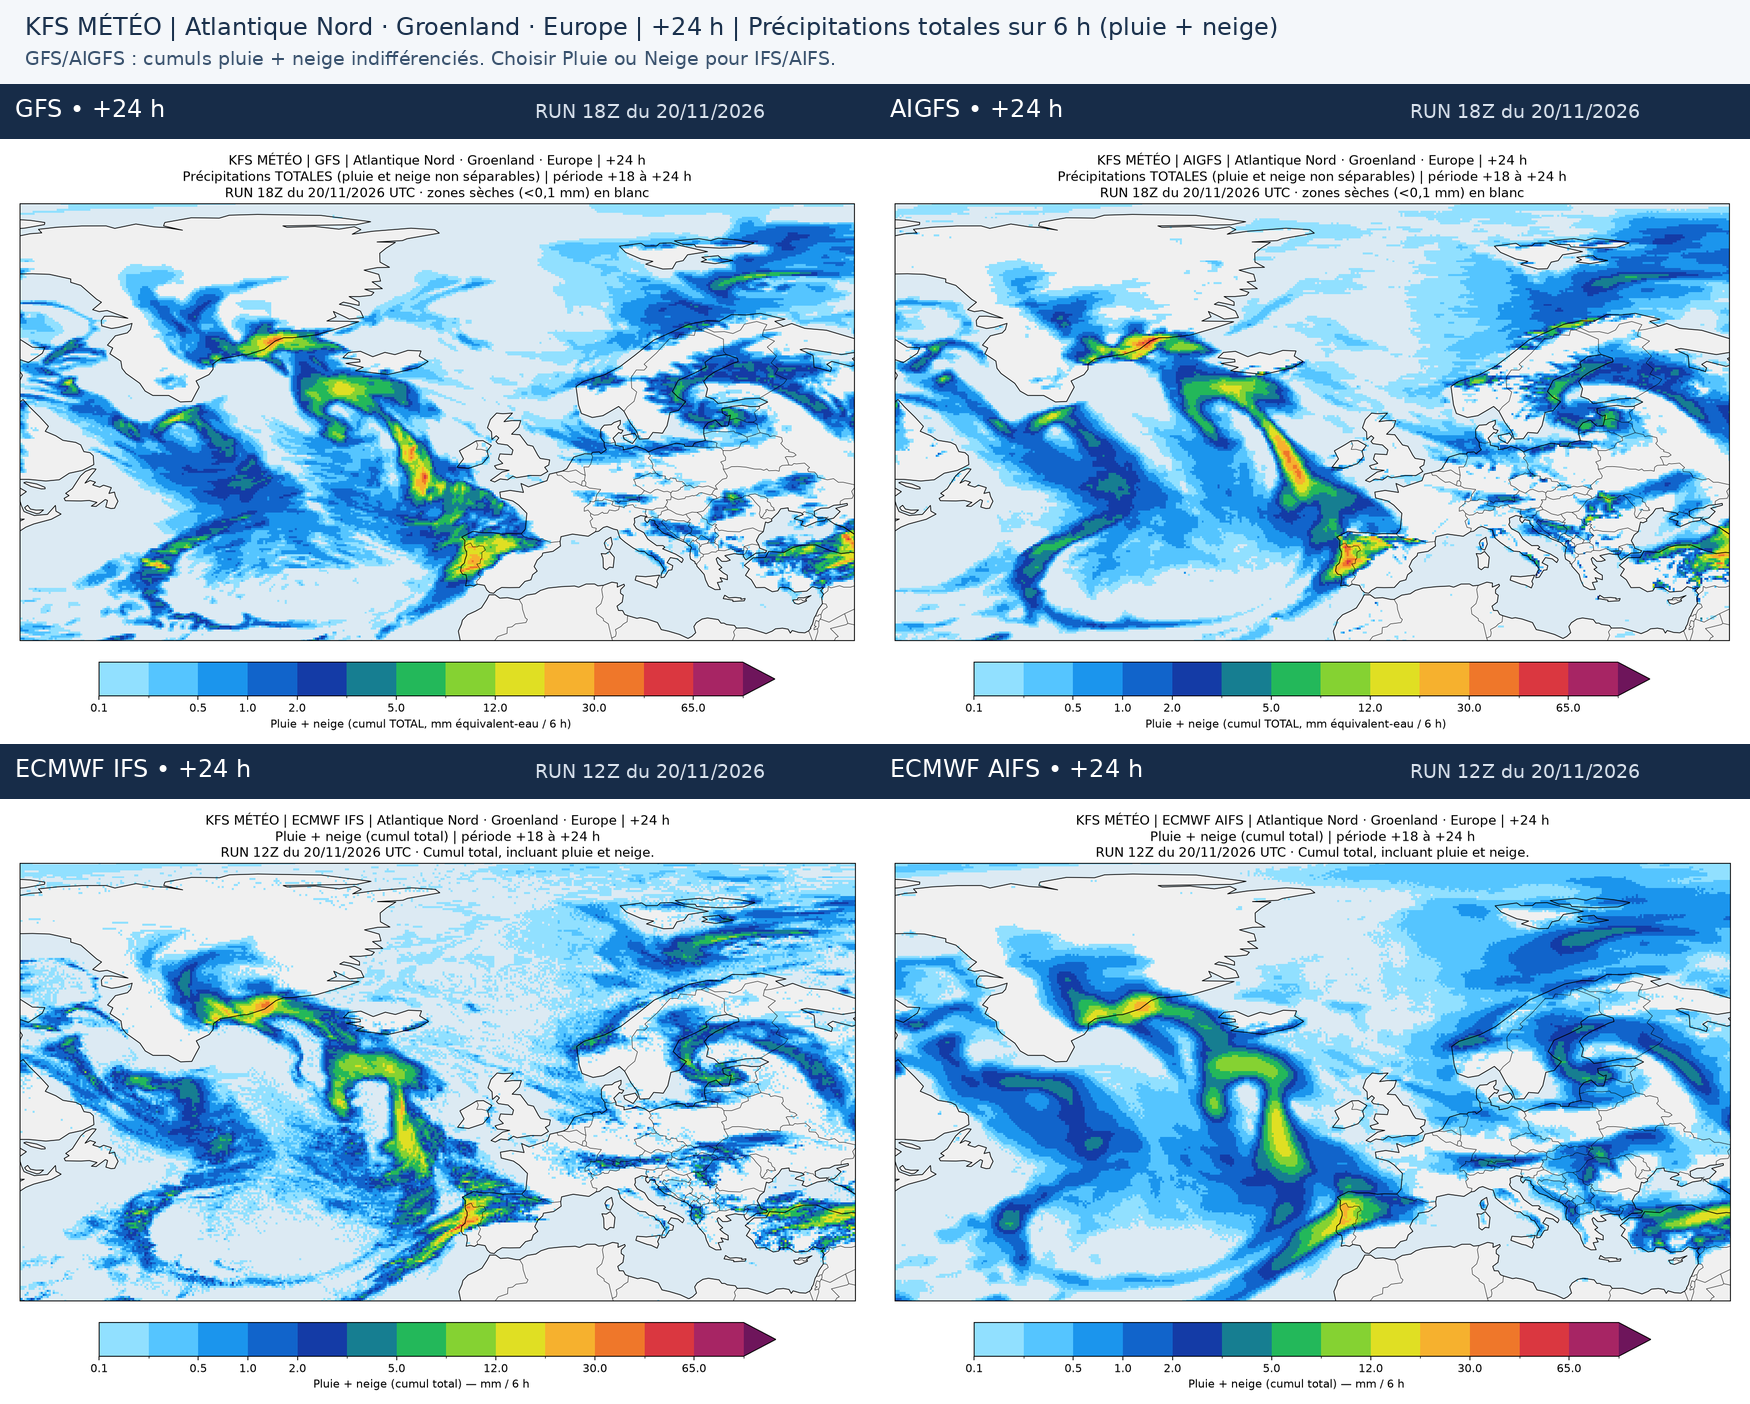 KFS MÉTÉO | Atlantique Nord · Groenland · Europe | +24 h | Précipitations totales sur 6 h (pluie + neige)
GFS/AIGFS : cumuls pluie + neige indifférenciés. Choisir Pluie ou Neige pour IFS/AIFS.
GFS • +24 h RUN 18Z du 20/11/2026
KFS MÉTÉO | GFS | Atlantique Nord · Groenland · Europe | +24 h
Précipitations TOTALES (pluie et neige non séparables) | période +18 à +24 h
RUN 18Z du 20/11/2026 UTC · zones sèches (<0,1 mm) en blanc
0.1 0.5 1.0 2.0 5.0 12.0 30.0 65.0
Pluie + neige (cumul TOTAL, mm équivalent-eau / 6 h)
AIGFS • +24 h RUN 18Z du 20/11/2026
KFS MÉTÉO | AIGFS | Atlantique Nord · Groenland · Europe | +24 h
Précipitations TOTALES (pluie et neige non séparables) | période +18 à +24 h
RUN 18Z du 20/11/2026 UTC · zones sèches (<0,1 mm) en blanc
0.1 0.5 1.0 2.0 5.0 12.0 30.0 65.0
Pluie + neige (cumul TOTAL, mm équivalent-eau / 6 h)
ECMWF IFS • +24 h RUN 12Z du 20/11/2026
KFS MÉTÉO | ECMWF IFS | Atlantique Nord · Groenland · Europe | +24 h
Pluie + neige (cumul total) | période +18 à +24 h
RUN 12Z du 20/11/2026 UTC · Cumul total, incluant pluie et neige.
0.1 0.5 1.0 2.0 5.0 12.0 30.0 65.0
Pluie + neige (cumul total) — mm / 6 h
ECMWF AIFS • +24 h RUN 12Z du 20/11/2026
KFS MÉTÉO | ECMWF AIFS | Atlantique Nord · Groenland · Europe | +24 h
Pluie + neige (cumul total) | période +18 à +24 h
RUN 12Z du 20/11/2026 UTC · Cumul total, incluant pluie et neige.
0.1 0.5 1.0 2.0 5.0 12.0 30.0 65.0
Pluie + neige (cumul total) — mm / 6 h